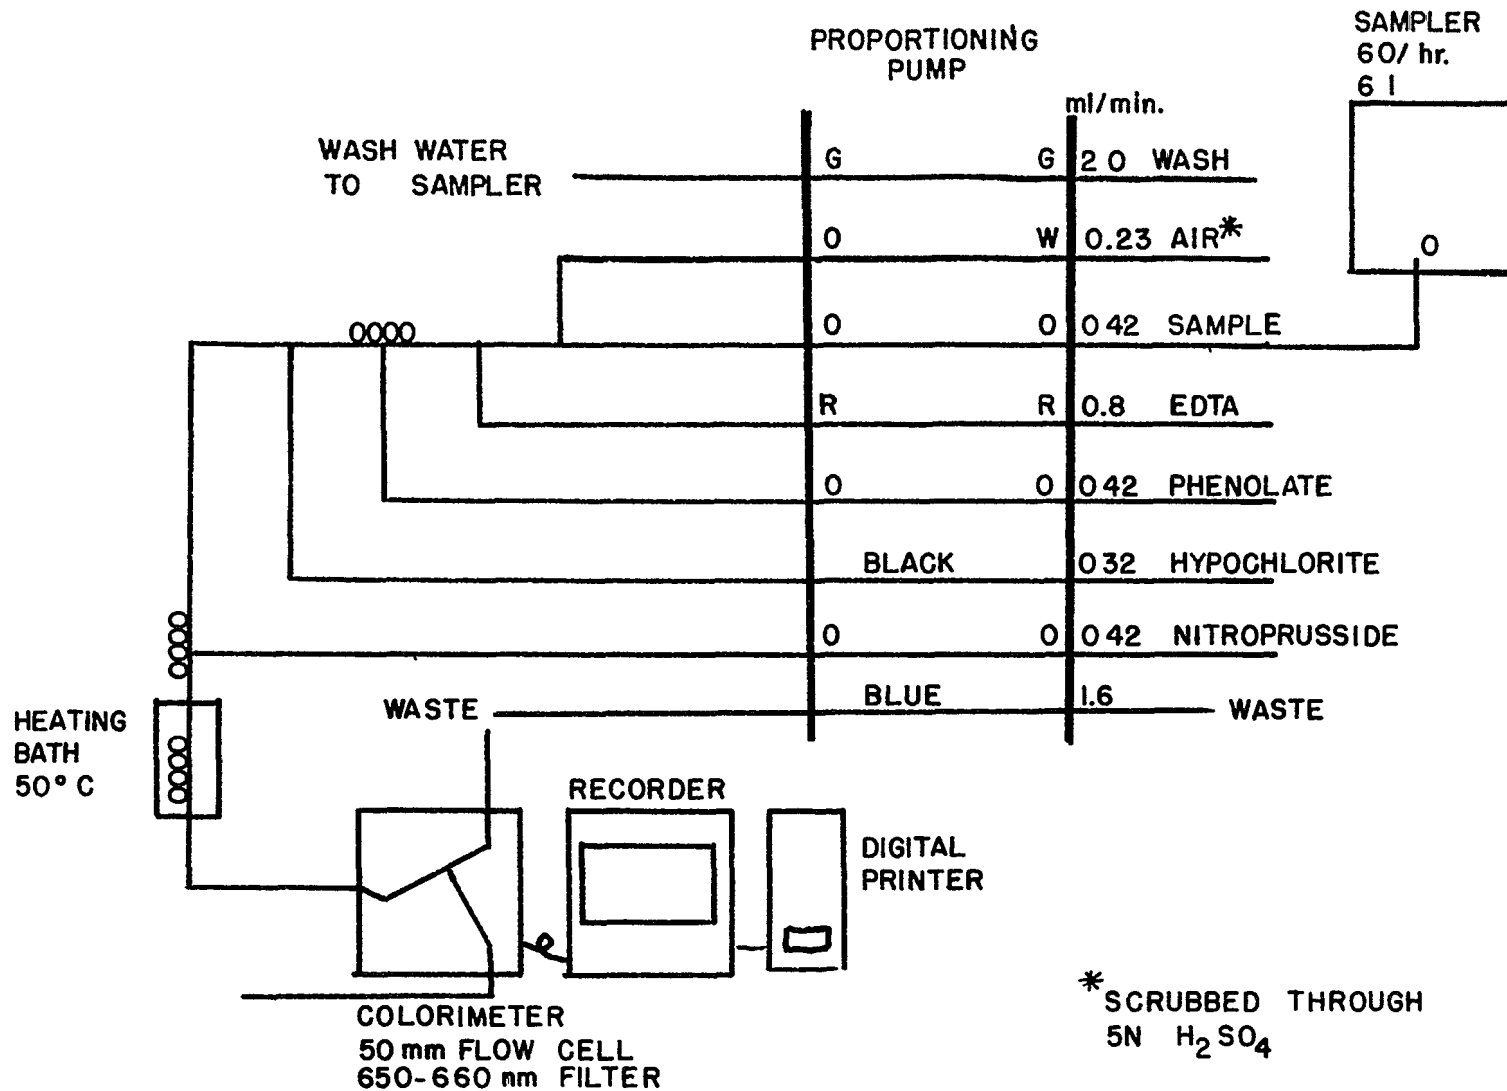 PROPORTIONING
PUMP
SAMPLER
60/ hr.
6 1
ml/min.
WASH WATER
TO SAMPLER
G G 2 0 WASH
O W 0.23 AIR*
O
O O 0 42 SAMPLE
R R 0.8 EDTA
O O 0 42 PHENOLATE
BLACK 0 32 HYPOCHLORITE
O O 0 42 NITROPRUSSIDE
WASTE BLUE 1.6 WASTE
HEATING
BATH
50° C
RECORDER
DIGITAL
PRINTER
COLORIMETER
50 mm FLOW CELL
650-660 nm FILTER
*SCRUBBED THROUGH
5N H₂SO₄